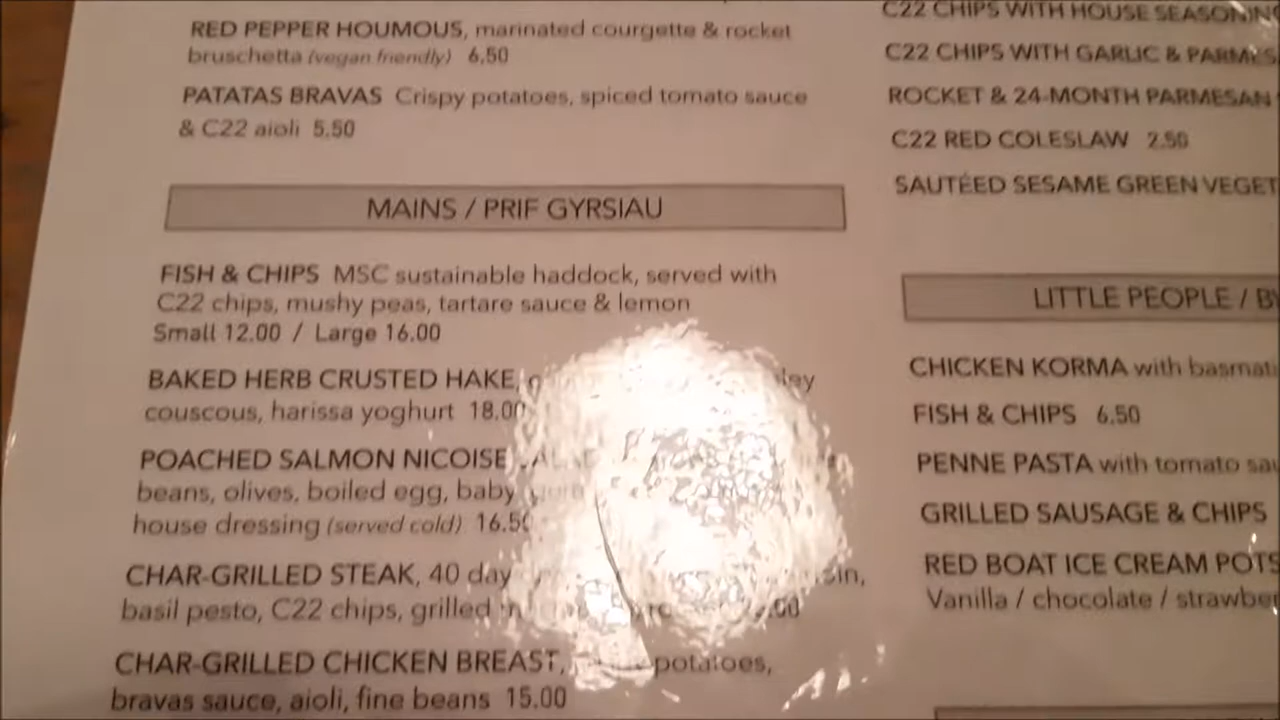 RED PEPPER HOUMOUS, marinated courgette & rocket
bruschetta (vegan friendly) 6.50
PATATAS BRAVAS Crispy potatoes, spiced tomato sauce
& C22 aioli 5.50
MAINS / PRIF GYRSIAU
FISH & CHIPS MSC sustainable haddock, served with
C22 chips, mushy peas, tartare sauce & lemon
Small 12.00 / Large 16.00
BAKED HERB CRUSTED HAKE,
couscous, harissa yoghurt 18.00
POACHED SALMON NICOISE
beans, olives, boiled egg, baby
house dressing (served cold) 16.50
CHAR-GRILLED STEAK, 40 day
basil pesto, C22 chips, grilled
CHAR-GRILLED CHICKEN BREAST, potatoes,
bravas sauce, aioli, fine beans 15.00
C22 CHIPS WITH HOUSE SEASONING
C22 CHIPS WITH GARLIC &
ROCKET & 24-MONTH PARMESAN
C22 RED COLESLAW 2.50
SAUTÉED SESAME GREEN
LITTLE PEOPLE /
CHICKEN KORMA with
FISH & CHIPS 6.50
PENNE PASTA with tomato
GRILLED SAUSAGE & CHIPS
RED BOAT ICE CREAM POTS
Vanilla / chocolate /